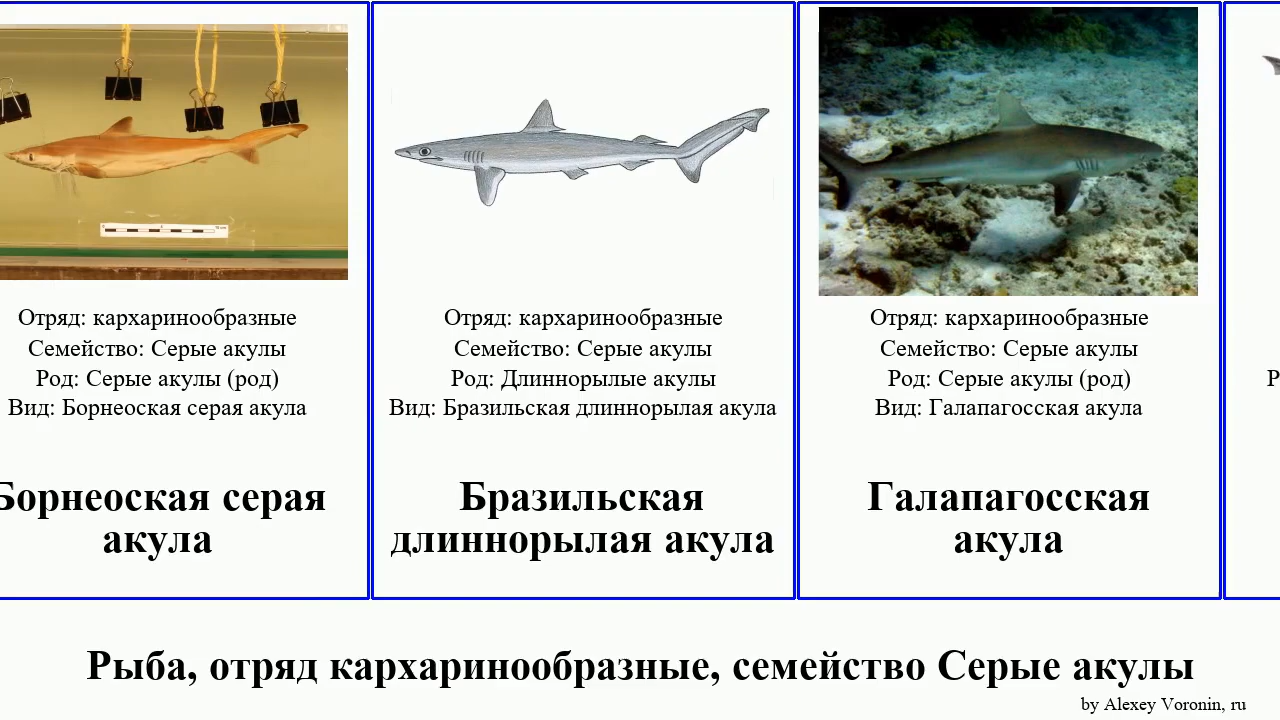 Отряд: кархаринообразные
Семейство: Серые акулы
Род: Серые акулы (род)
Вид: Борнеоская серая акула
Борнеоская серая
акула
Отряд: кархаринообразные
Семейство: Серые акулы
Род: Длиннорылые акулы
Вид: Бразильская длиннорылая акула
Бразильская
длиннорылая акула
Отряд: кархаринообразные
Семейство: Серые акулы
Род: Серые акулы (род)
Вид: Галапагосская акула
Галапагосская
акула
Р
Рыба, отряд кархаринообразные, семейство Серые акулы
by Alexey Voronin, ru